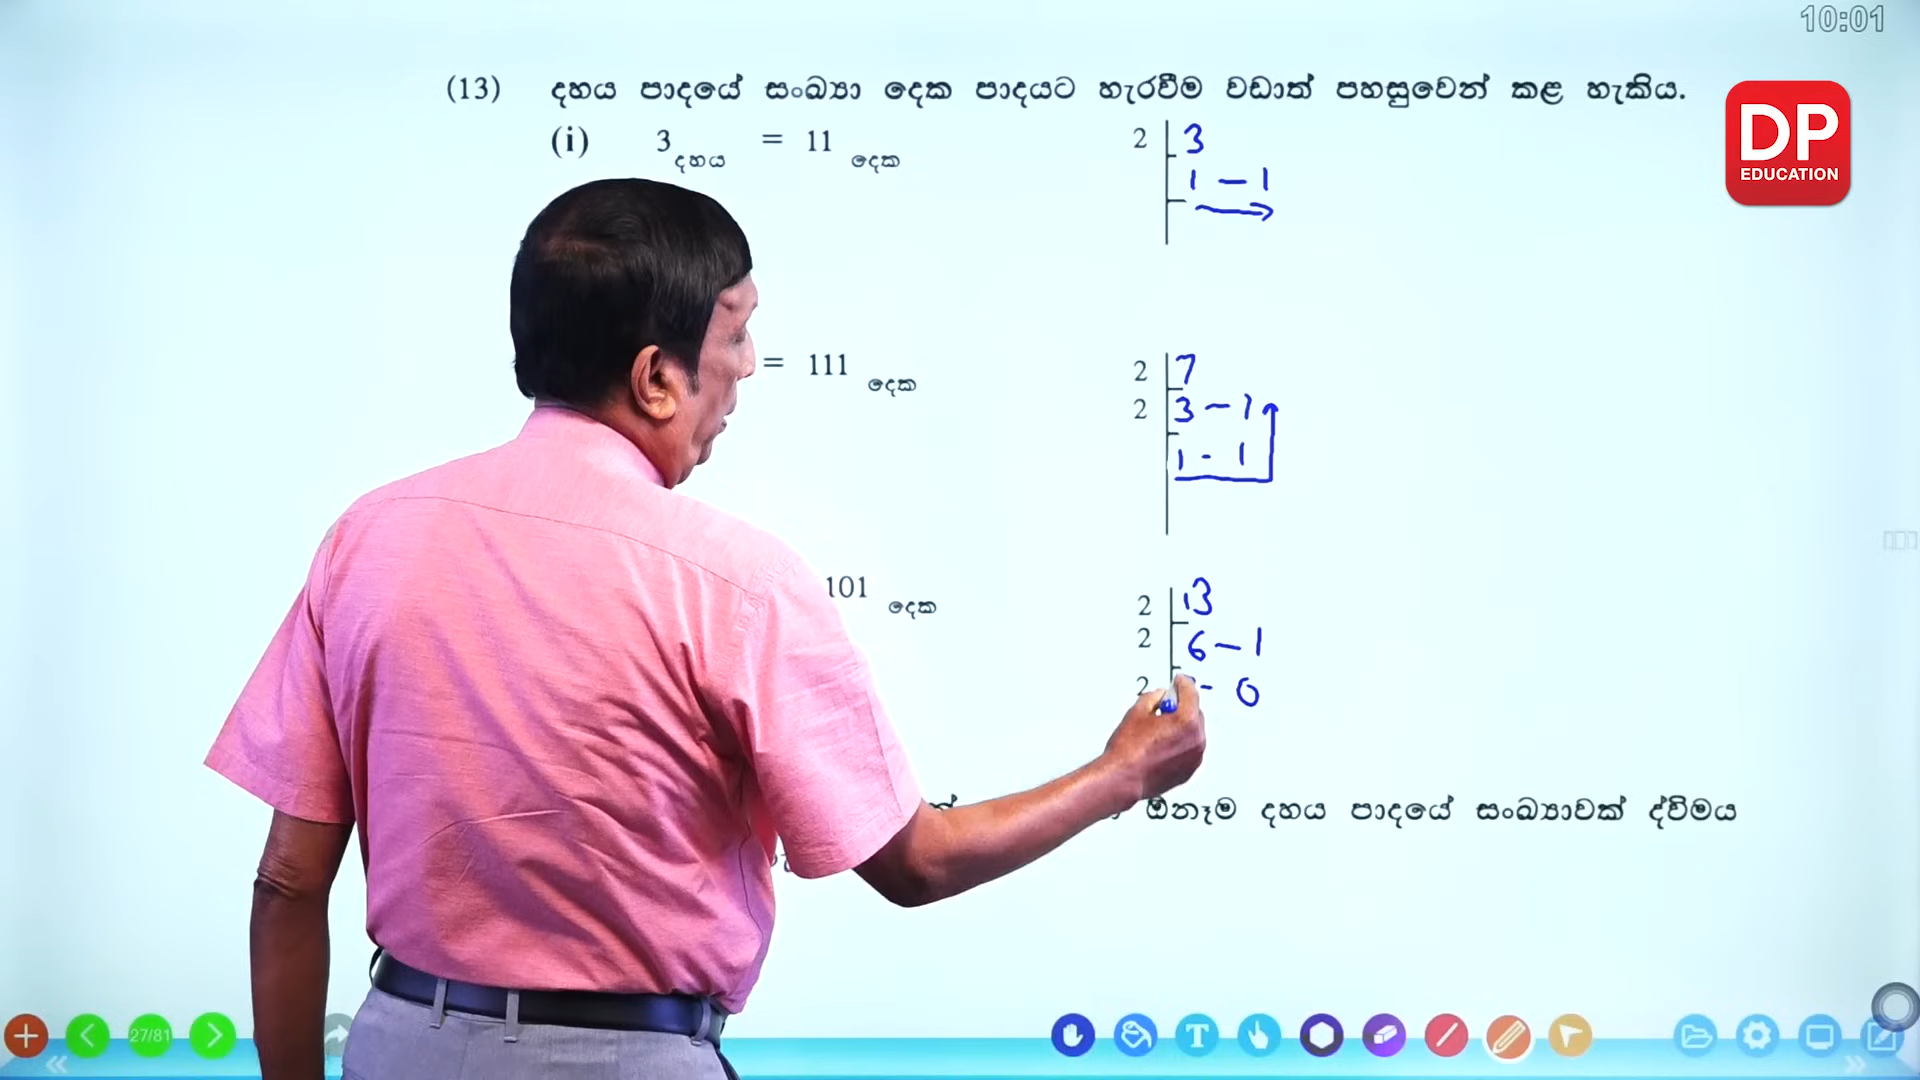 10:01
(13) දහය පාදයේ සංඛ්‍යා දෙක පාදයට හැරවීම වඩාත් පහසුවෙන් කළ හැකිය.
DP
EDUCATION
(i) 3 දහය = 11 දෙක
2 3
1 - 1
= 111 දෙක
2 7
2 3 - 1
1 - 1
101 දෙක
2 13
2 6 - 1
2 - 0
ඕනෑම දහය පාදයේ සංඛ්‍යාවක් ද්විමය
27/81